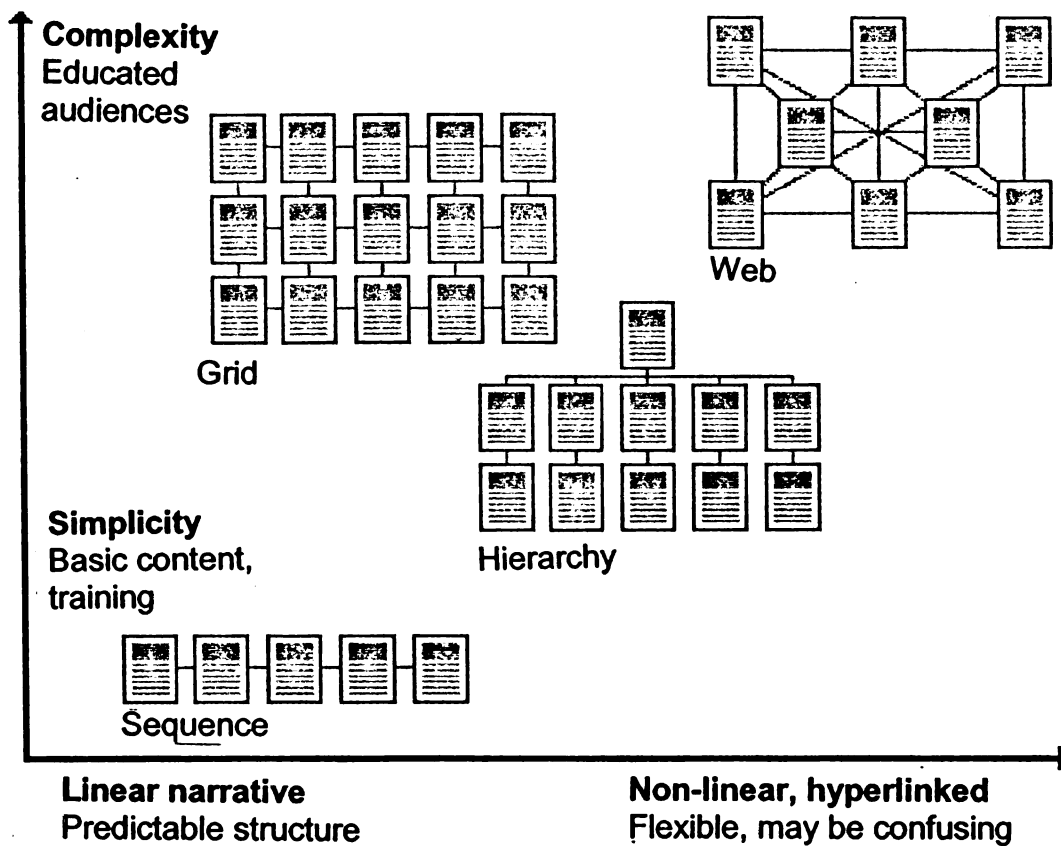 Complexity
Educated
audiences
Grid
Web
Simplicity
Basic content,
training
Hierarchy
Sequence
Linear narrative
Predictable structure
Non-linear, hyperlinked
Flexible, may be confusing